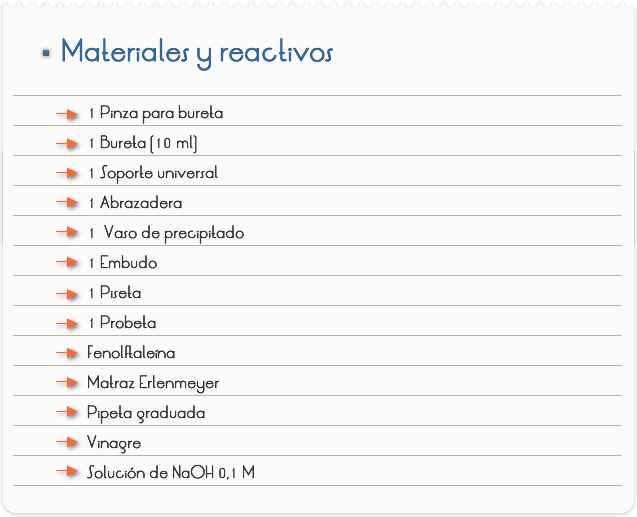 Materiales y reactivos
1 Pinza para bureta
1 Bureta (10 ml)
1 Soporte universal
1 Abrazadera
1 Vaso de precipitado
1 Embudo
1 Piseta
1 Probeta
Fenolftaleína
Matraz Erlenmeyer
Pipeta graduada
Vinagre
Solución de NaOH 0,1 M